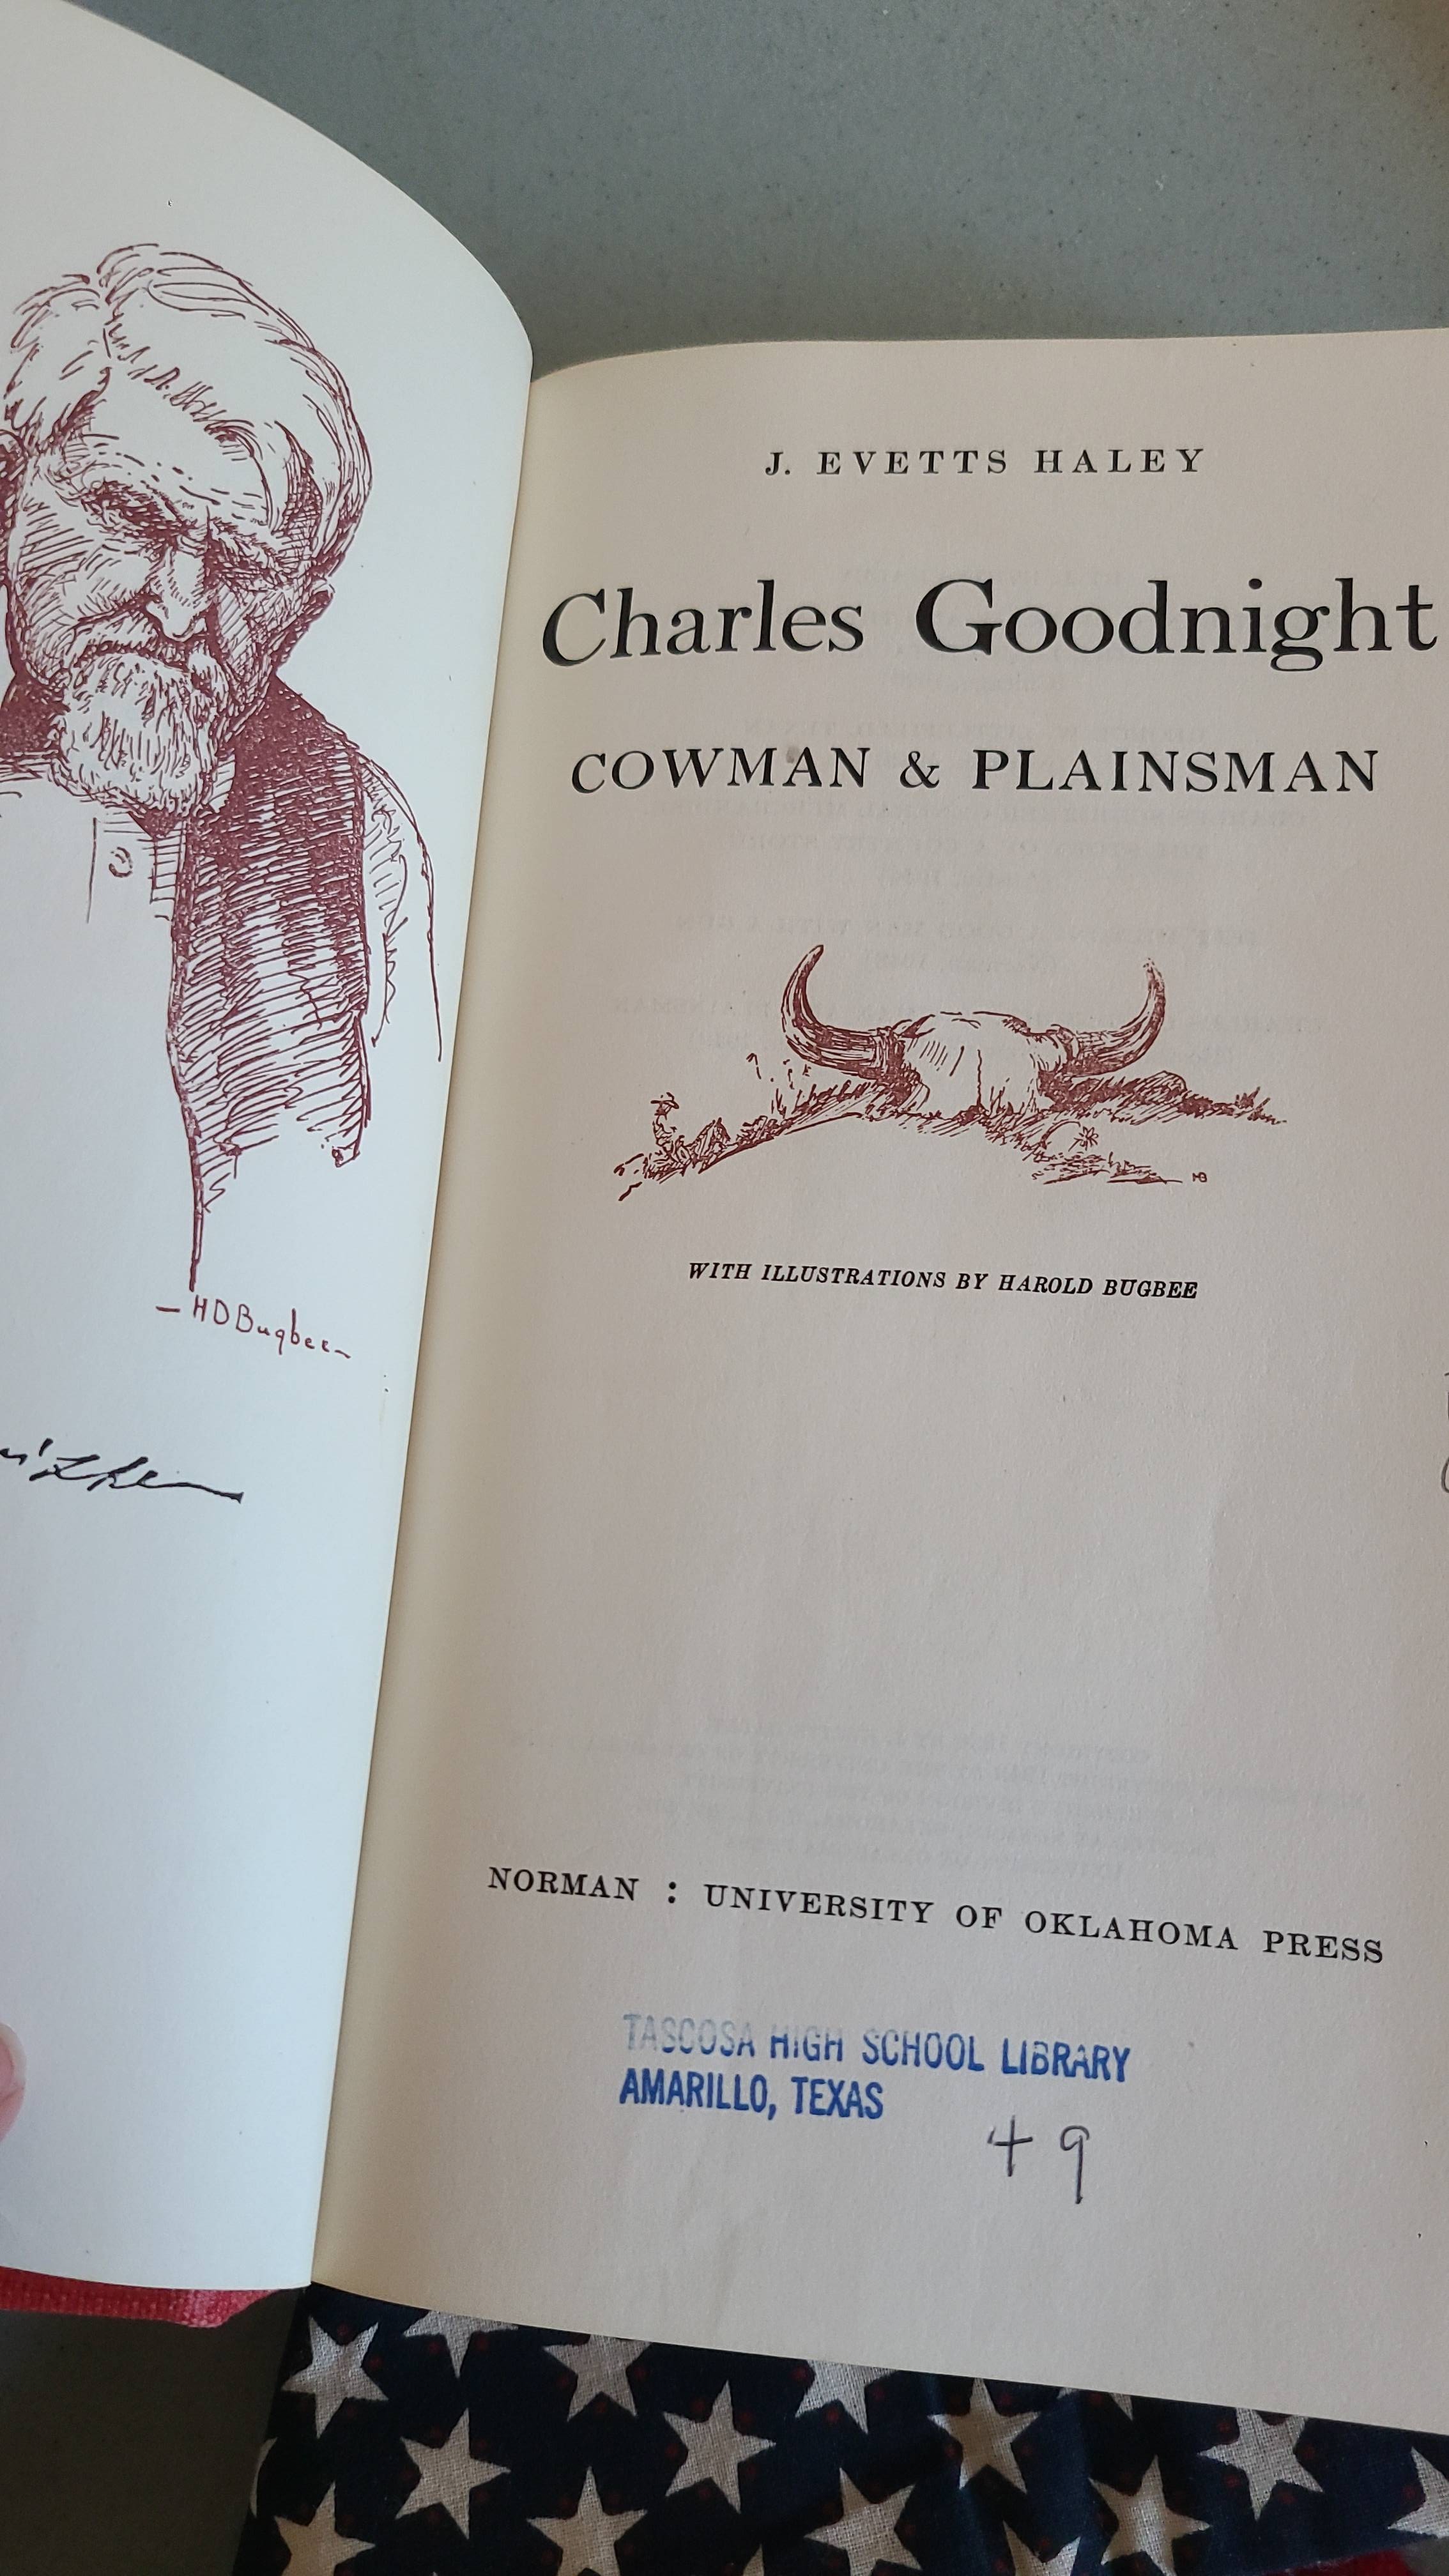 —HDBugbee—
J. EVETTS HALEY
Charles Goodnight
COWMAN & PLAINSMAN
HB
WITH ILLUSTRATIONS BY HAROLD BUGBEE
NORMAN : UNIVERSITY OF OKLAHOMA PRESS
TASCOSA HIGH SCHOOL LIBRARY
AMARILLO, TEXAS
49